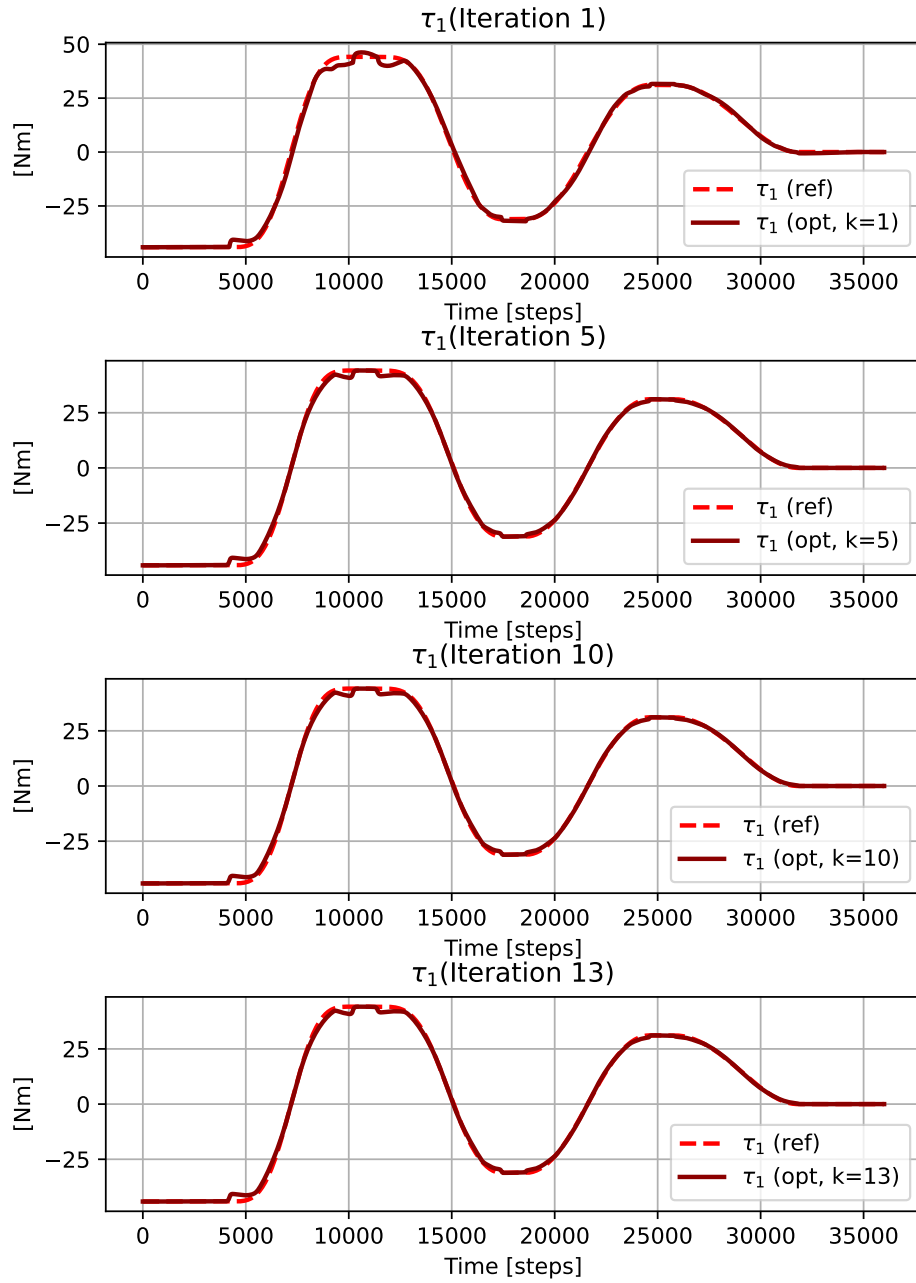 τ₁(Iteration 1)
50
25
0
−25
[Nm]
τ₁ (ref)
τ₁ (opt, k=1)
0 5000 10000 15000 20000 25000 30000 35000
Time [steps]
τ₁(Iteration 5)
25
0
−25
[Nm]
τ₁ (ref)
τ₁ (opt, k=5)
0 5000 10000 15000 20000 25000 30000 35000
Time [steps]
τ₁(Iteration 10)
25
0
−25
[Nm]
τ₁ (ref)
τ₁ (opt, k=10)
0 5000 10000 15000 20000 25000 30000 35000
Time [steps]
τ₁(Iteration 13)
25
0
−25
[Nm]
τ₁ (ref)
τ₁ (opt, k=13)
0 5000 10000 15000 20000 25000 30000 35000
Time [steps]